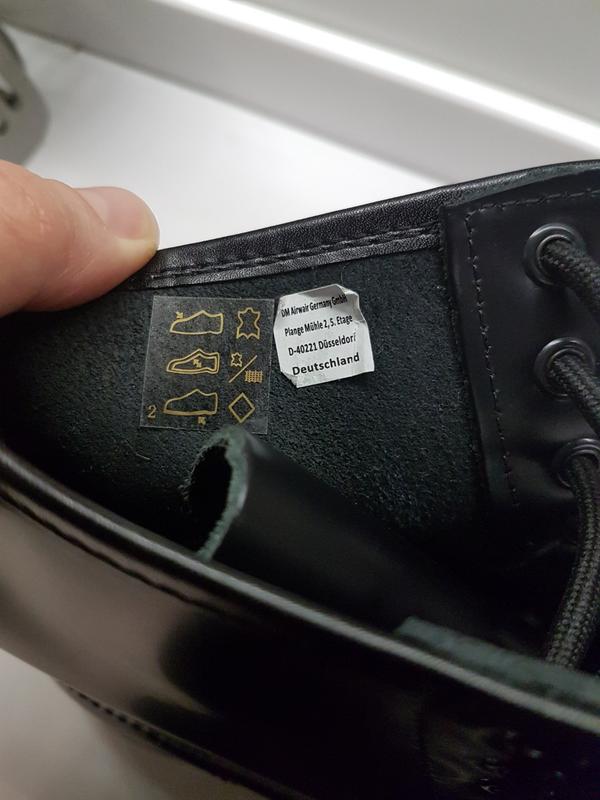 DM Airwair Germany GmbH
Plange Mühle 2, 5. Etage
D-40221 Düsseldorf
Deutschland
2